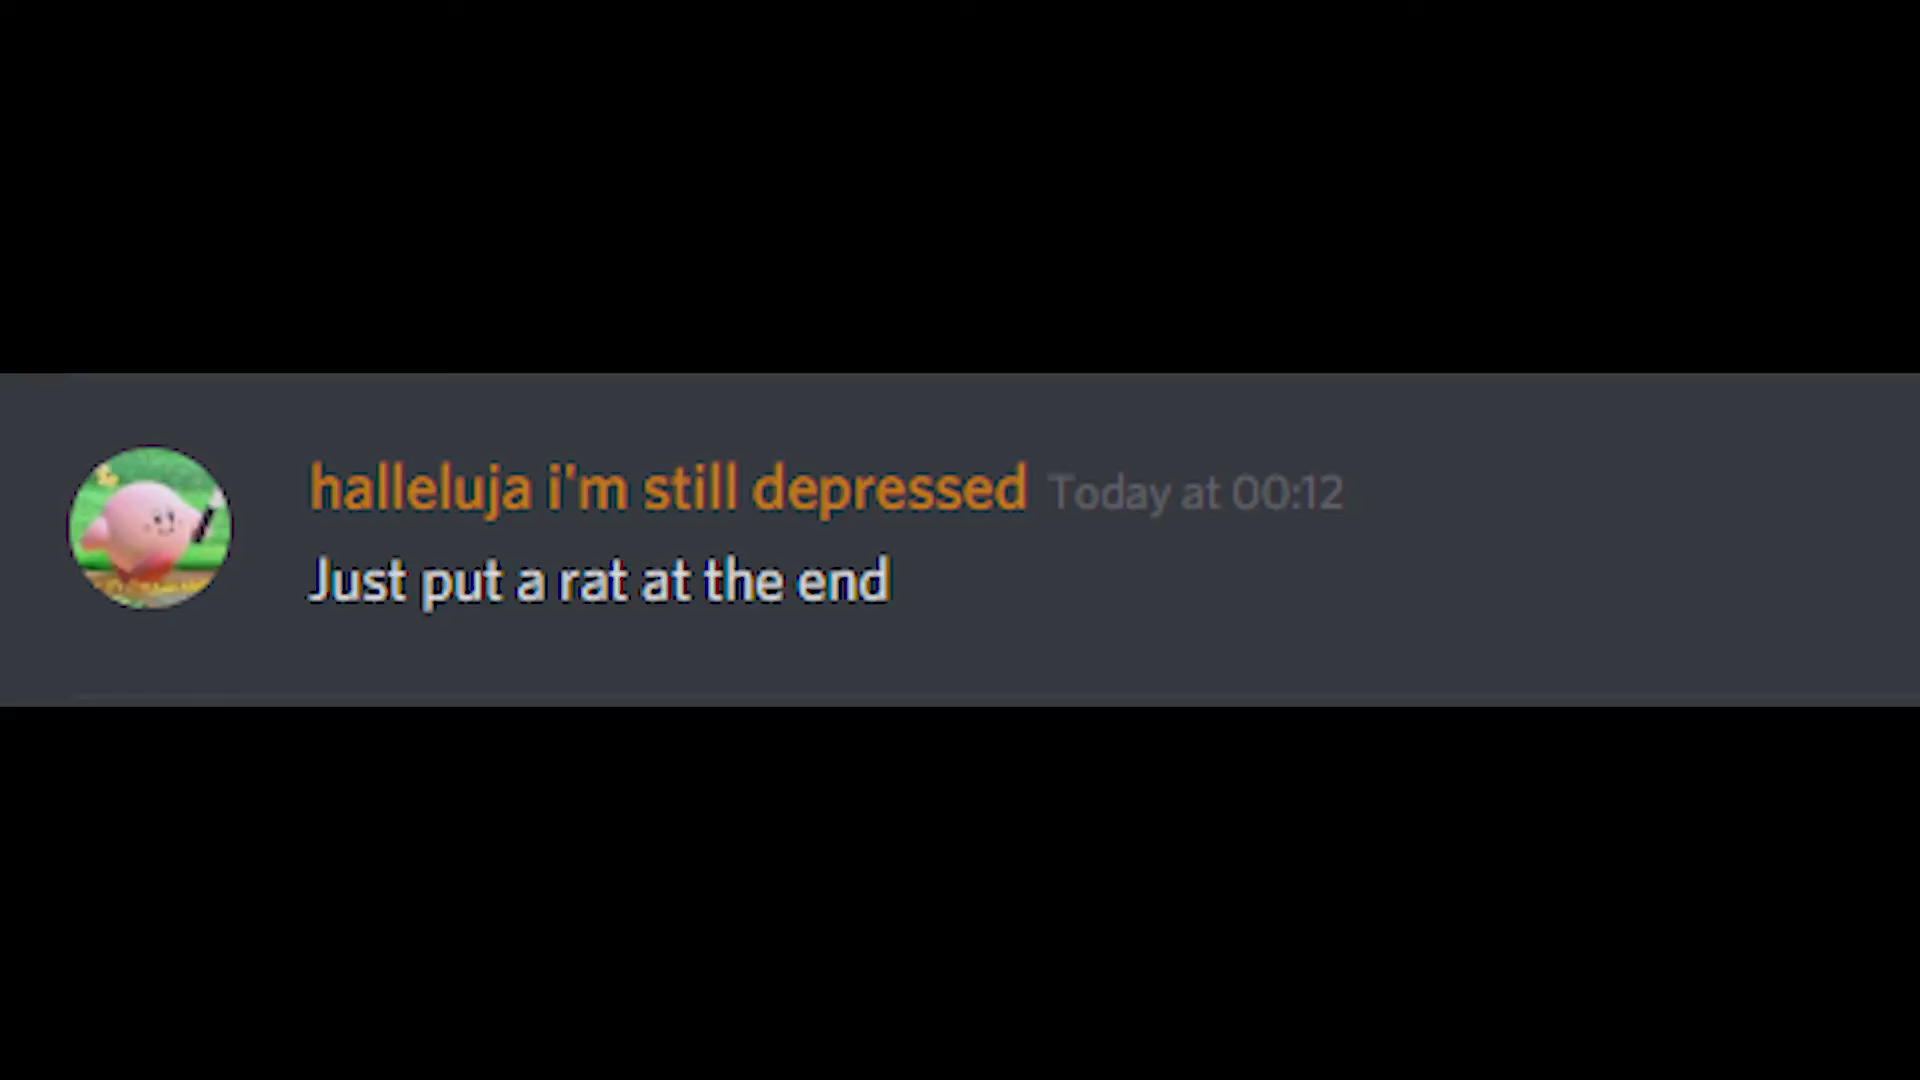 halleluja i'm still depressed Today at 00:12
Just put a rat at the end